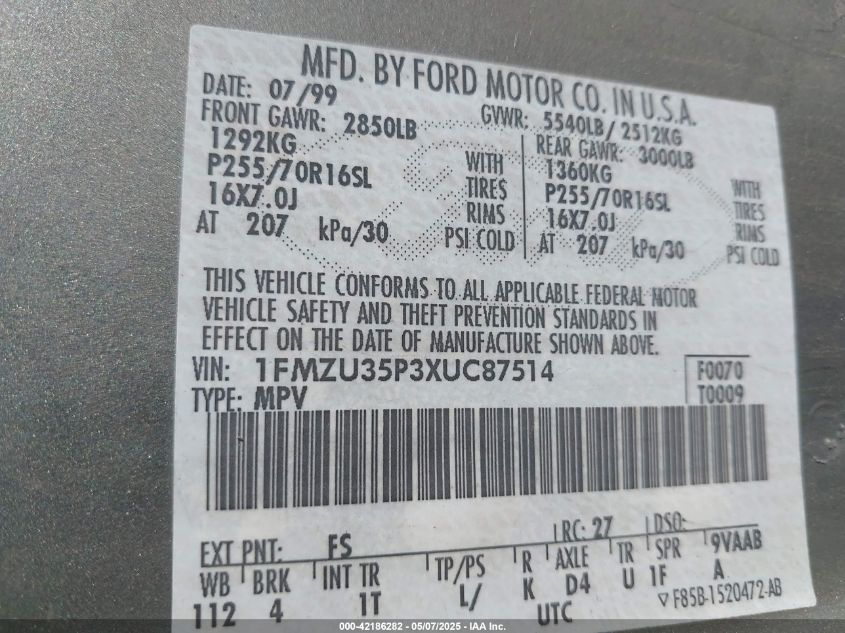 MFD. BY FORD MOTOR CO. IN U.S.A.
DATE: 07/99 GVWR: 5540LB/ 2512KG
FRONT GAWR: 2850LB REAR GAWR: 3000LB
1292KG WITH 1360KG WITH
P255/70R16SL TIRES P255/70R16SL TIRES
16X7.0J RIMS 16X7.0J RIMS
AT 207 kPa/30 PSI COLD AT 207 kPa/30 PSI COLD
THIS VEHICLE CONFORMS TO ALL APPLICABLE FEDERAL MOTOR
VEHICLE SAFETY AND THEFT PREVENTION STANDARDS IN
EFFECT ON THE DATE OF MANUFACTURE SHOWN ABOVE.
VIN: 1FMZU35P3XUC87514 F0070
TYPE: MPV T0009
EXT PNT: FS RC: 27 DSO:
WB BRK INT TR TP/PS R AXLE TR SPR 9VAAB
112 4 1T L/ K D4 U 1F A
UTC ▽ F85B-1520472-AB
000-42186282 - 05/07/2025 - IAA Inc.